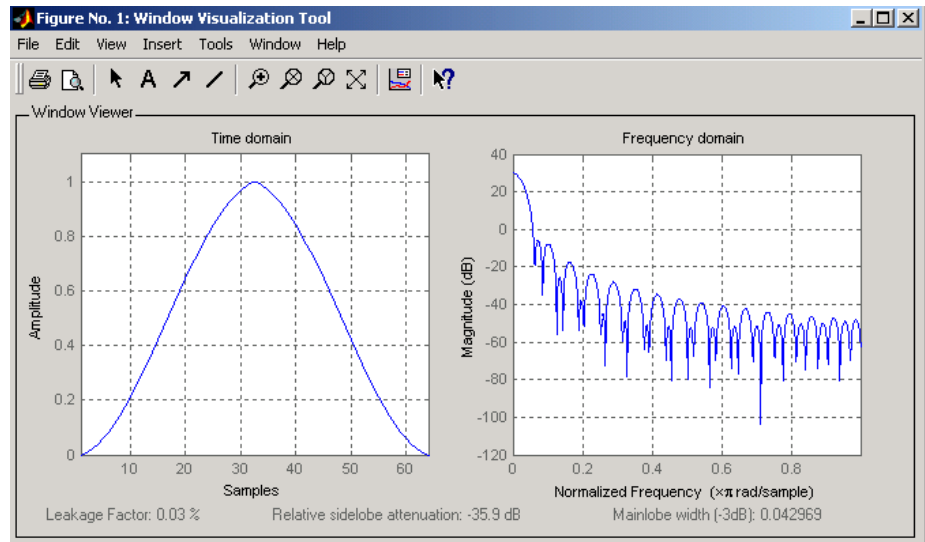 Figure No. 1: Window Visualization Tool
File Edit View Insert Tools Window Help
A
Window Viewer
Time domain
Frequency domain
Amplitude
1
0.8
0.6
0.4
0.2
0
10 20 30 40 50 60
Samples
Magnitude (dB)
40
20
0
-20
-40
-60
-80
-100
-120
0 0.2 0.4 0.6 0.8
Normalized Frequency (×π rad/sample)
Leakage Factor: 0.03 % Relative sidelobe attenuation: -35.9 dB Mainlobe width (-3dB): 0.042969